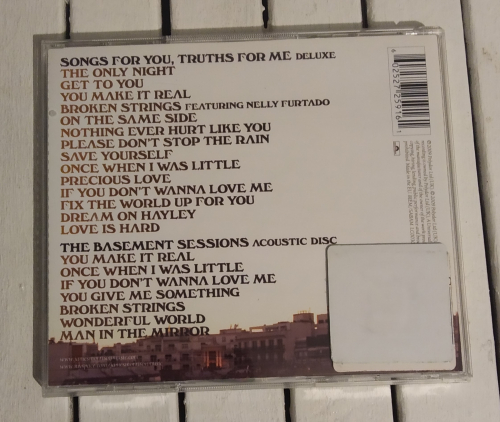 SONGS FOR YOU, TRUTHS FOR ME DELUXE
THE ONLY NIGHT
GET TO YOU
YOU MAKE IT REAL
BROKEN STRINGS FEATURING NELLY FURTADO
ON THE SAME SIDE
NOTHING EVER HURT LIKE YOU
PLEASE DON'T STOP THE RAIN
SAVE YOURSELF
ONCE WHEN I WAS LITTLE
PRECIOUS LOVE
IF YOU DON'T WANNA LOVE ME
FIX THE WORLD UP FOR YOU
DREAM ON HAYLEY
LOVE IS HARD
THE BASEMENT SESSIONS ACOUSTIC DISC
YOU MAKE IT REAL
ONCE WHEN I WAS LITTLE
IF YOU DON'T WANNA LOVE ME
YOU GIVE ME SOMETHING
BROKEN STRINGS
WONDERFUL WORLD
MAN IN THE MIRROR
6 02527 25916 1